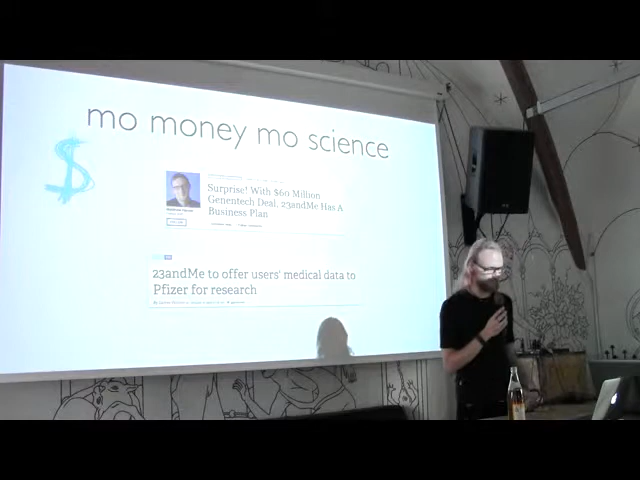 mo money mo science
$
Surprise! With $60 Million
Genentech Deal, 23andMe Has A
Business Plan
23andMe to offer users' medical data to
Pfizer for research